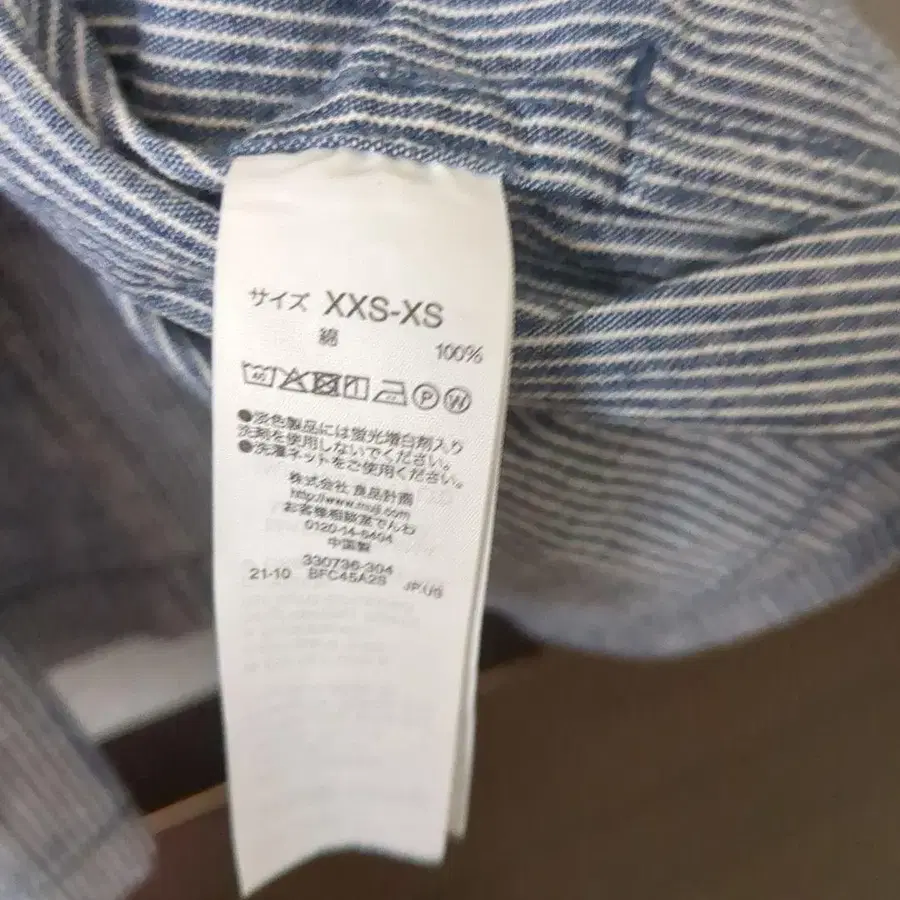 サイズ XXS-XS
綿 100%
40 P W
●淡色製品には蛍光増白剤入り
洗剤を使用しないでください。
●洗濯ネットをご使用ください。
株式会社 良品計画
http://www.muji.com
お客様相談室でんわ
0120-14-6404
中国製
330736-304
21-10 BFC45A2S JP,US